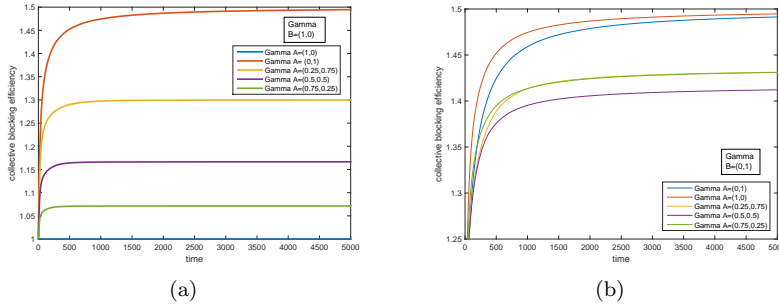 1.5
1.45
1.4
1.35
1.3
1.25
1.2
1.15
1.1
1.05
1
collective blocking efficiency
Gamma
B=(1,0)
Gamma A=(1,0)
Gamma A= (0,1)
Gamma A=(0.25,0.75)
Gamma A=(0.5,0.5)
Gamma A=(0.75,0.25)
0 500 1000 1500 2000 2500 3000 3500 4000 4500 5000
time
(a)
1.5
1.45
1.4
1.35
1.3
1.25
collective blocking efficiency
Gamma
B=(0,1)
Gamma A=(0,1)
Gamma A=(1,0)
Gamma A=(0.25,0.75)
Gamma A=(0.5,0.5)
Gamma A=(0.75,0.25)
0 500 1000 1500 2000 2500 3000 3500 4000 4500 5000
time
(b)